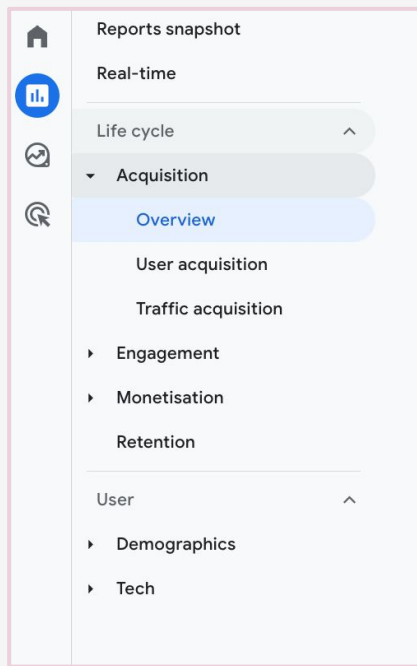 Reports snapshot
Real-time
Life cycle
Acquisition
Overview
User acquisition
Traffic acquisition
Engagement
Monetisation
Retention
User
Demographics
Tech